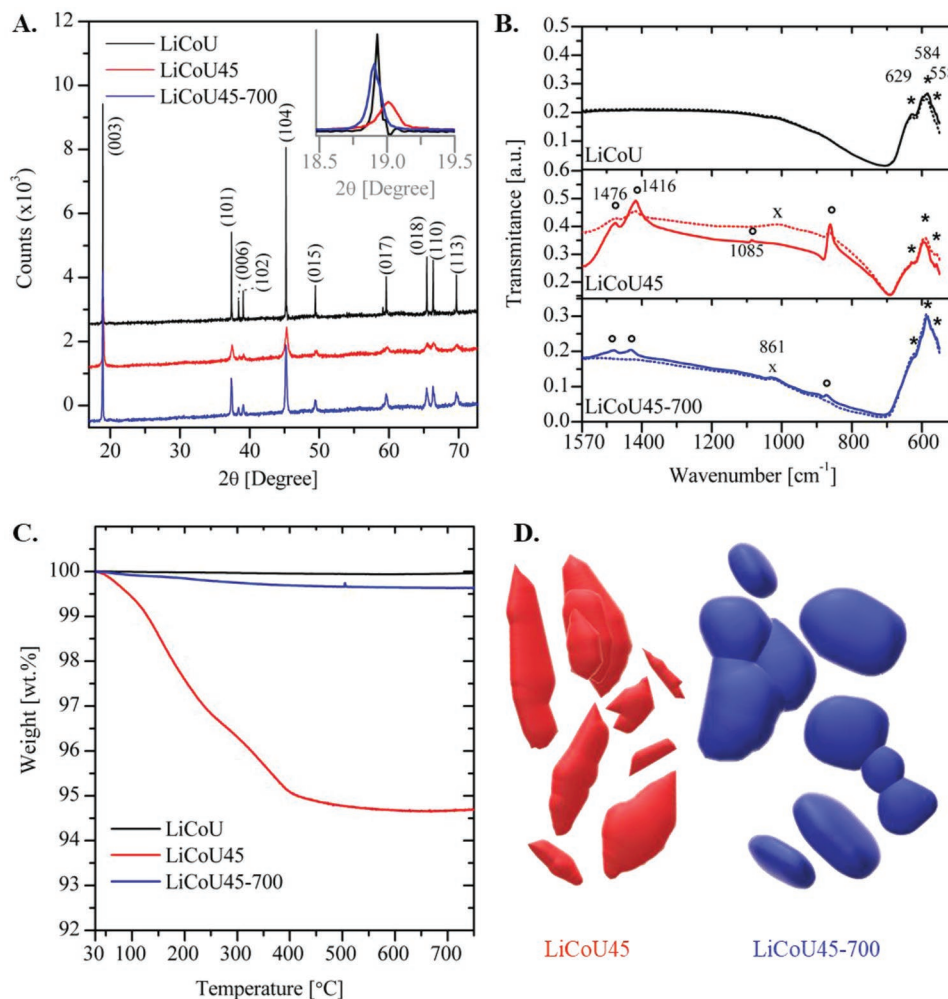 A.
LiCoU
LiCoU45
LiCoU45-700
12
10
8
6
4
2
0
Counts (x10³)
(003)
(101)
(006)
(102)
(104)
(015)
(017)
(018)
(110)
(113)
18.5 19.0 19.5
2θ [Degree]
20 30 40 50 60 70
2θ [Degree]
B.
0.5
0.4
0.3
0.2
0.1
0.6
584
629
* * *
LiCoU
0.5
0.4
0.3
0.2
0.1
1476 1416
1085
x
* * *
LiCoU45
0.3
0.2
0.1
0.0
861
x
* * *
LiCoU45-700
Transmitance [a.u.]
1570 1400 1200 1000 800 600
Wavenumber [cm⁻¹]
C.
100
99
98
97
96
95
94
93
92
Weight [wt.%]
LiCoU
LiCoU45
LiCoU45-700
30 100 200 300 400 500 600 700
Temperature [°C]
D.
LiCoU45 LiCoU45-700